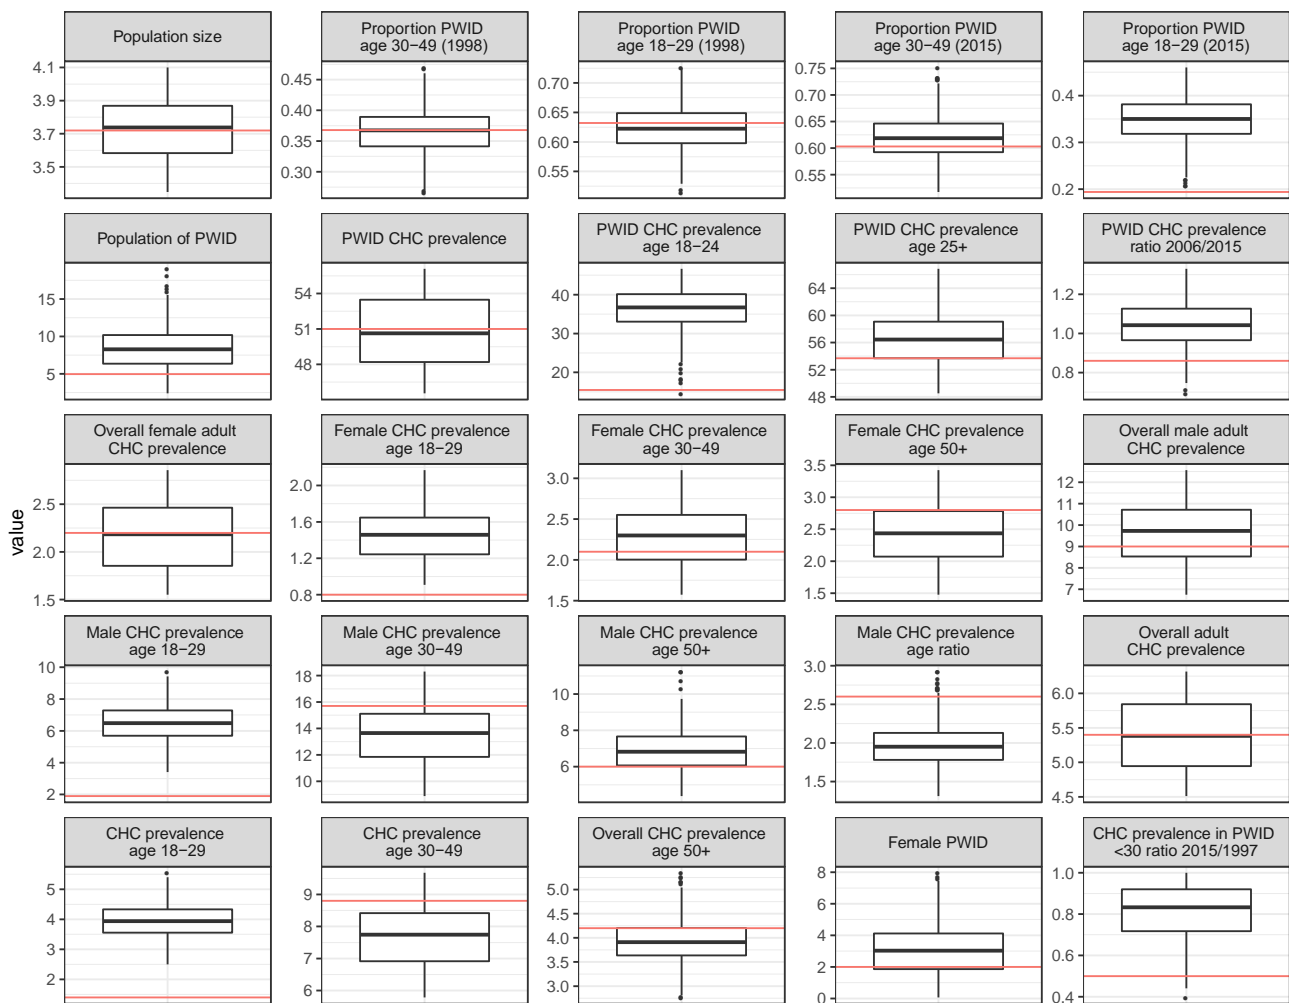 Population size
Proportion PWID
age 30−49 (1998)
Proportion PWID
age 18−29 (1998)
Proportion PWID
age 30−49 (2015)
Proportion PWID
age 18−29 (2015)
4.1
3.9
3.7
3.5
0.45
0.40
0.35
0.30
0.70
0.65
0.60
0.55
0.75
0.70
0.65
0.60
0.55
0.4
0.3
0.2
Population of PWID
PWID CHC prevalence
PWID CHC prevalence
age 18−24
PWID CHC prevalence
age 25+
PWID CHC prevalence
ratio 2006/2015
15
10
5
54
51
48
40
30
20
64
60
56
52
48
1.2
1.0
0.8
Overall female adult
CHC prevalence
Female CHC prevalence
age 18−29
Female CHC prevalence
age 30−49
Female CHC prevalence
age 50+
Overall male adult
CHC prevalence
value
2.5
2.0
1.5
2.0
1.6
1.2
0.8
3.0
2.5
2.0
1.5
3.5
3.0
2.5
2.0
1.5
12
11
10
9
8
7
Male CHC prevalence
age 18−29
Male CHC prevalence
age 30−49
Male CHC prevalence
age 50+
Male CHC prevalence
age ratio
Overall adult
CHC prevalence
10
8
6
4
2
18
16
14
12
10
10
8
6
3.0
2.5
2.0
1.5
6.0
5.5
5.0
4.5
CHC prevalence
age 18−29
CHC prevalence
age 30−49
Overall CHC prevalence
age 50+
Female PWID
CHC prevalence in PWID
<30 ratio 2015/1997
5
4
3
2
9
8
7
6
5.0
4.5
4.0
3.5
3.0
8
6
4
2
0
1.0
0.8
0.6
0.4